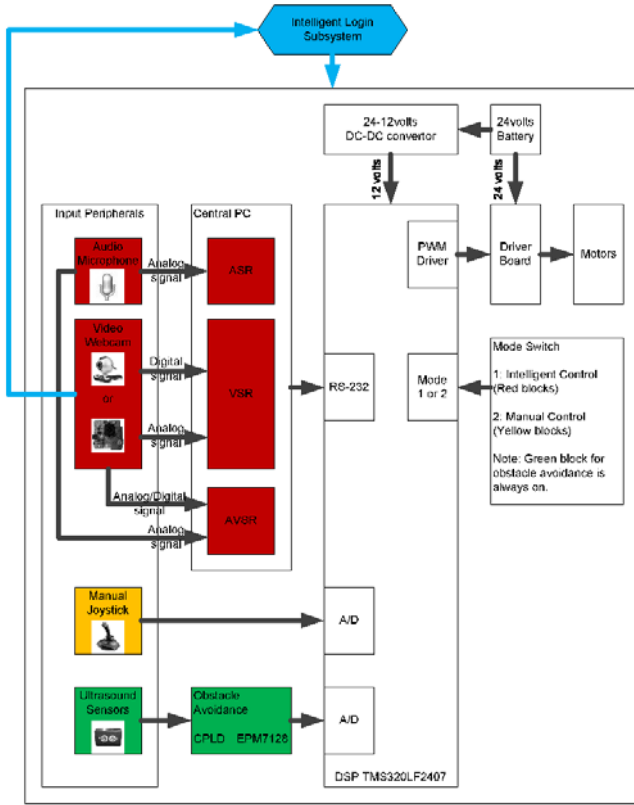 Intelligent Login
Subsystem
24-12volts
DC-DC convertor
24volts
Battery
12 volts
24 volts
Input Peripherals
Central PC
Audio
Microphone
Analog
signal
ASR
PWM
Driver
Driver
Board
Motors
Video
Webcam
or
Digital
signal
Analog
signal
VSR
RS-232
Mode
1 or 2
Mode Switch
1: Intelligent Control
(Red blocks)
2: Manual Control
(Yellow blocks)
Note: Green block for
obstacle avoidance is
always on.
Analog/Digital
signal
Analog
signal
AVSR
Manual
Joystick
A/D
Ultrasound
Sensors
Obstacle
Avoidance
CPLD EPM7128
A/D
DSP TMS320LF2407